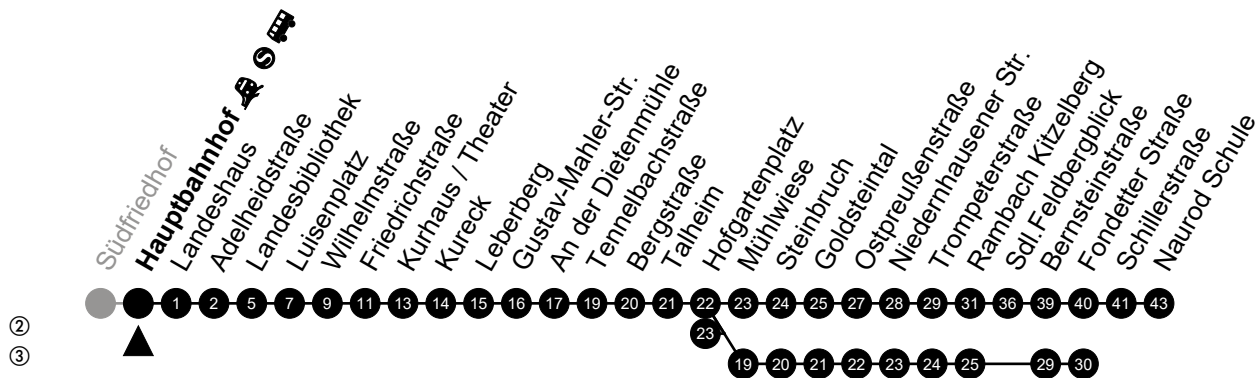 Südfriedhof
Hauptbahnhof Ⓢ
Landeshaus
Adelheidstraße
Landesbibliothek
Luisenplatz
Wilhelmstraße
Friedrichstraße
Kurhaus / Theater
Kureck
Leberberg
Gustav-Mahler-Str.
An der Dietenmühle
Tennelbachstraße
Bergstraße
Talheim
Hofgartenplatz
Mühlwiese
Steinbruch
Goldsteintal
Ostpreußenstraße
Niedernhausener Str.
Trompeterstraße
Rambach Kitzelberg
Sdl.Feldbergblick
Bernsteinstraße
Fondetter Straße
Schillerstraße
Naurod Schule
1 2 5 7 9 11 13 14 15 16 17 19 20 21 22 23 24 25 27 28 29 31 36 39 40 41 43
② 23
③ 19 20 21 22 23 24 25 29 30